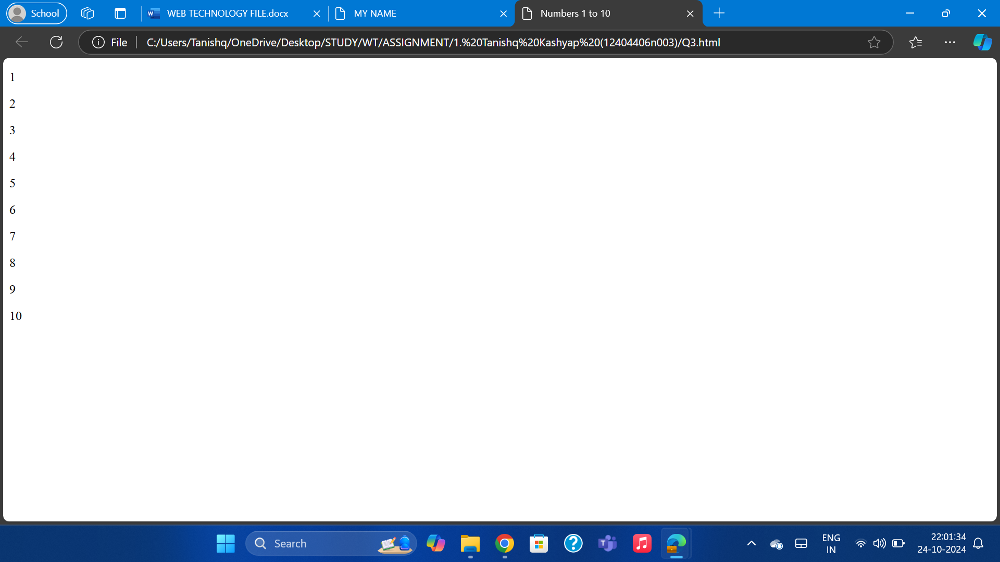 School
WEB TECHNOLOGY FILE.docx
MY NAME
Numbers 1 to 10
File
C:/Users/Tanishq/OneDrive/Desktop/STUDY/WT/ASSIGNMENT/1.%20Tanishq%20Kashyap%20(12404406n003)/Q3.html
1
2
3
4
5
6
7
8
9
10
Search
ENG
IN
22:01:34
24-10-2024